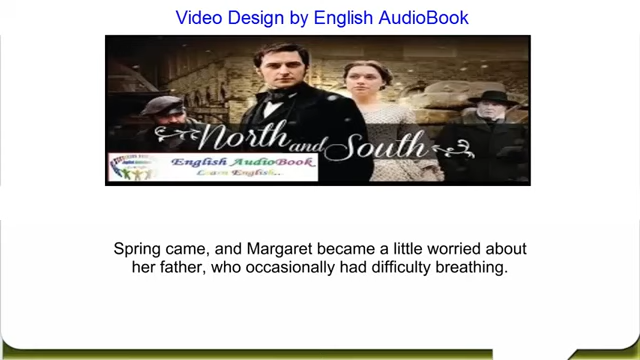 Video Design by English AudioBook
North and South
English AudioBook
Learn English...
Spring came, and Margaret became a little worried about
her father, who occasionally had difficulty breathing.